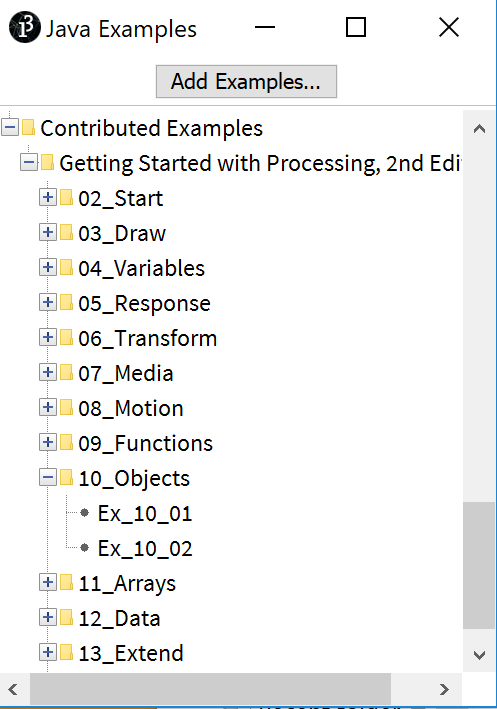 Java Examples
Add Examples...
Contributed Examples
Getting Started with Processing, 2nd Edi
02_Start
03_Draw
04_Variables
05_Response
06_Transform
07_Media
08_Motion
09_Functions
10_Objects
Ex_10_01
Ex_10_02
11_Arrays
12_Data
13_Extend